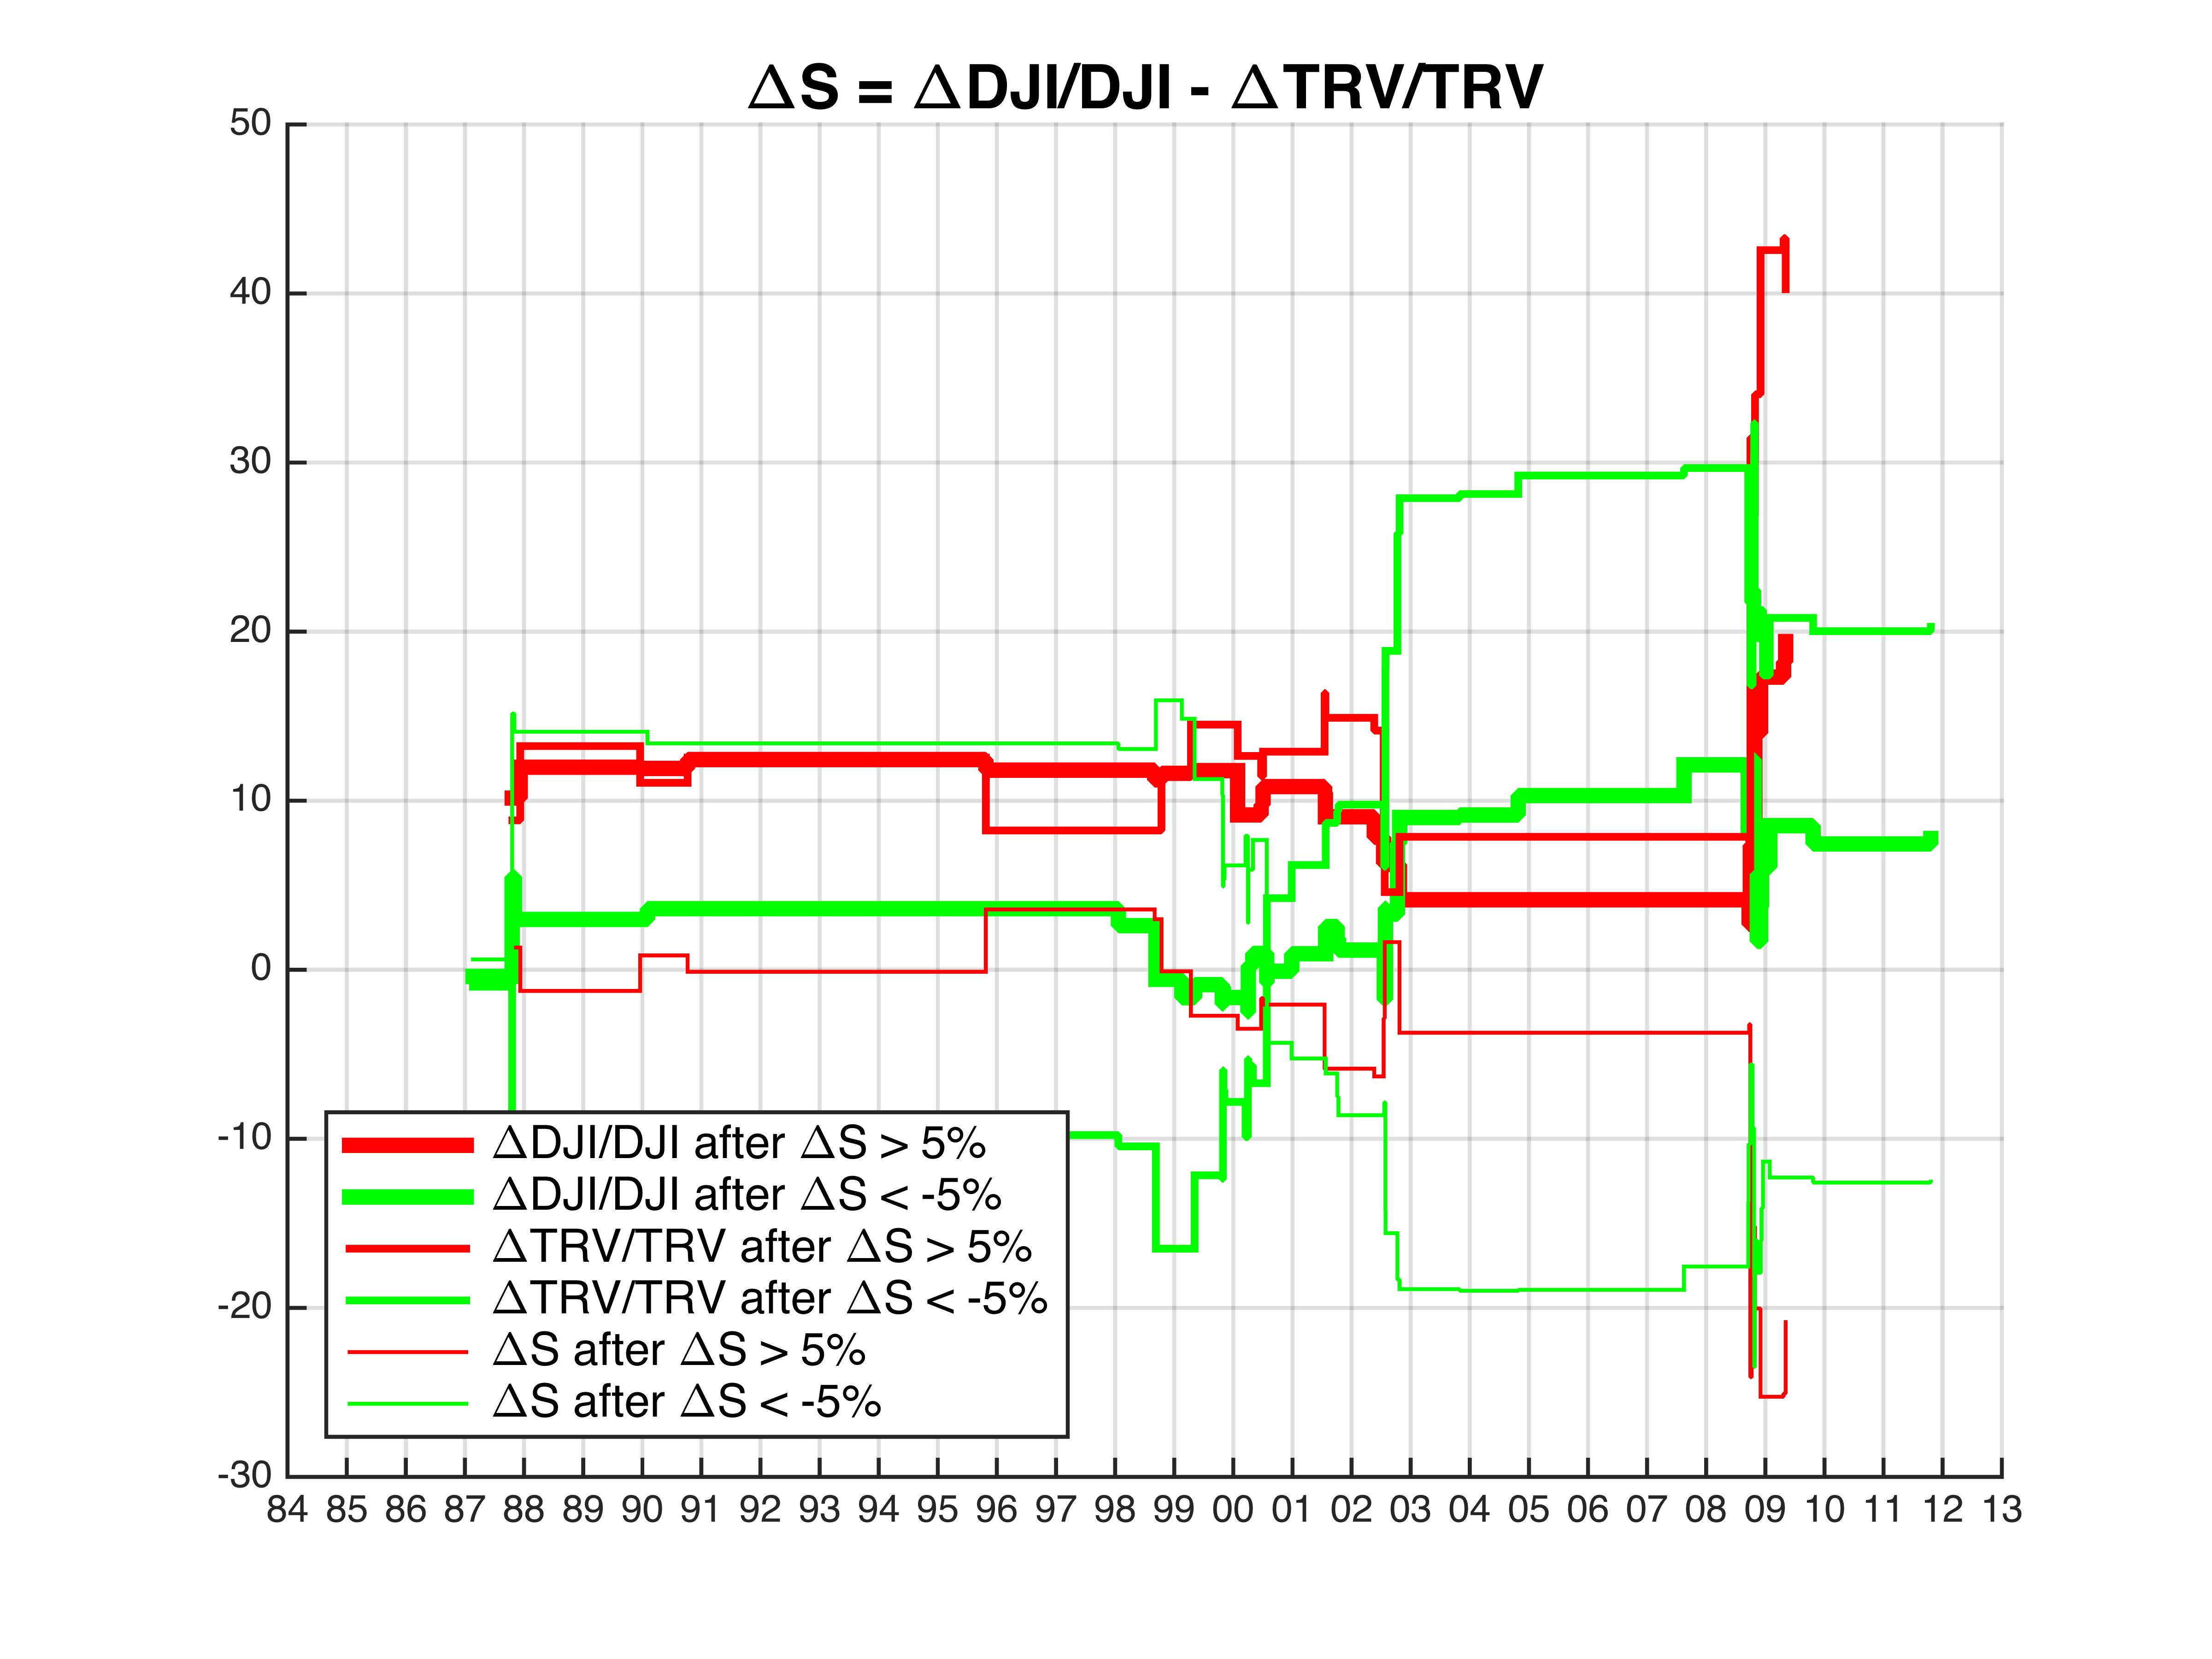 ΔS = ΔDJI/DJI - ΔTRV/TRV
50
40
30
20
10
0
-10
-20
-30
ΔDJI/DJI after ΔS > 5%
ΔDJI/DJI after ΔS < -5%
ΔTRV/TRV after ΔS > 5%
ΔTRV/TRV after ΔS < -5%
ΔS after ΔS > 5%
ΔS after ΔS < -5%
84 85 86 87 88 89 90 91 92 93 94 95 96 97 98 99 00 01 02 03 04 05 06 07 08 09 10 11 12 13